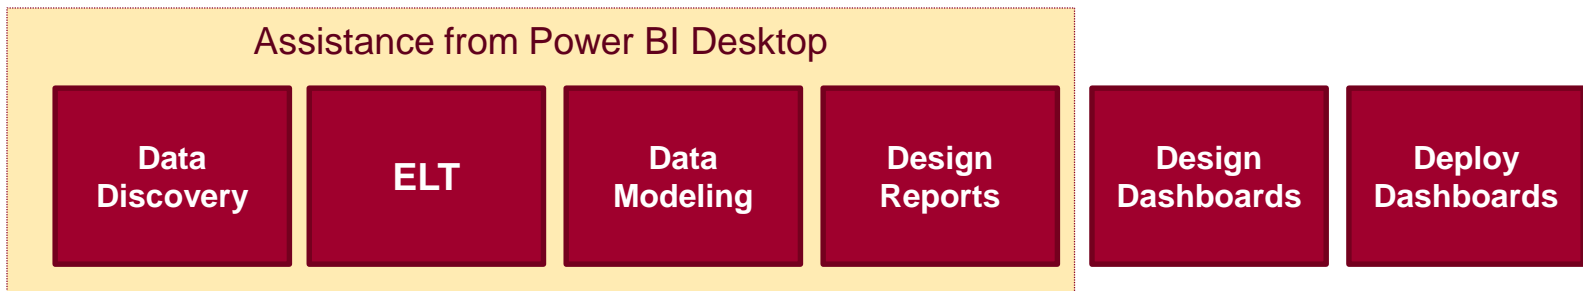 Assistance from Power BI Desktop
Data
Discovery
ELT
Data
Modeling
Design
Reports
Design
Dashboards
Deploy
Dashboards